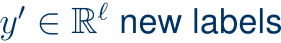 y′ ∈ ℝ^ℓ new labels